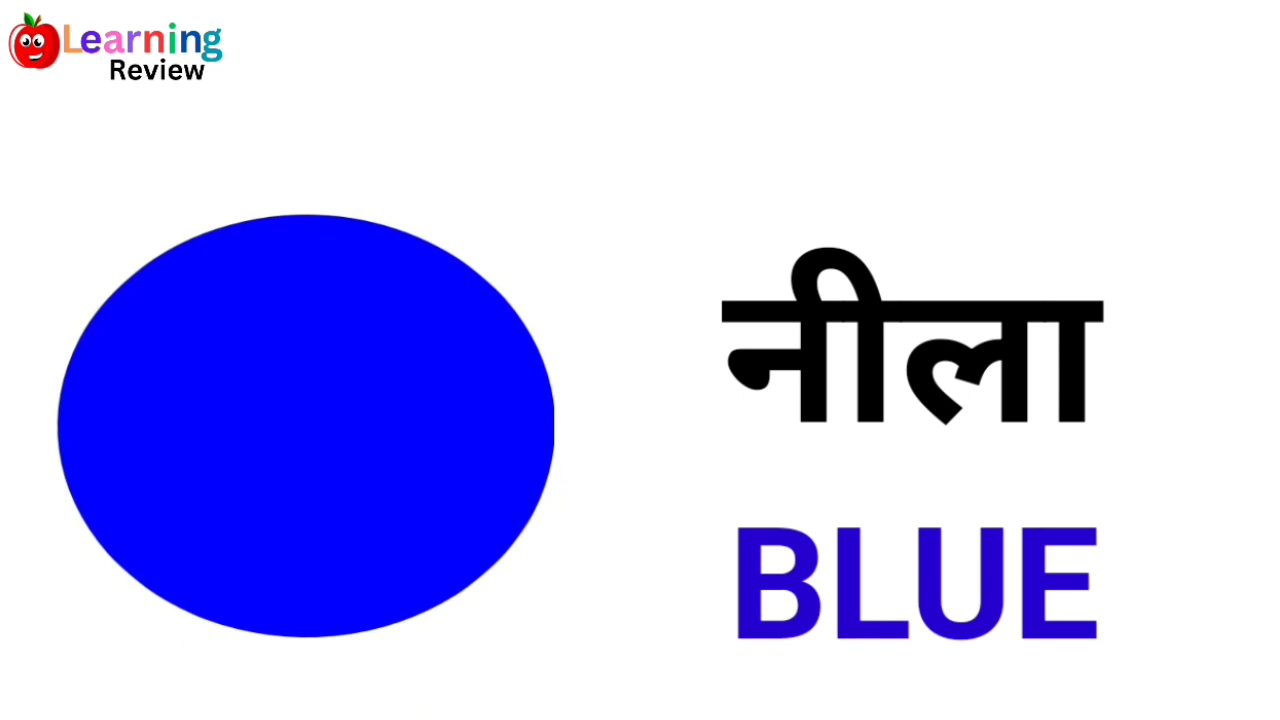 Learning
Review
नीला
BLUE